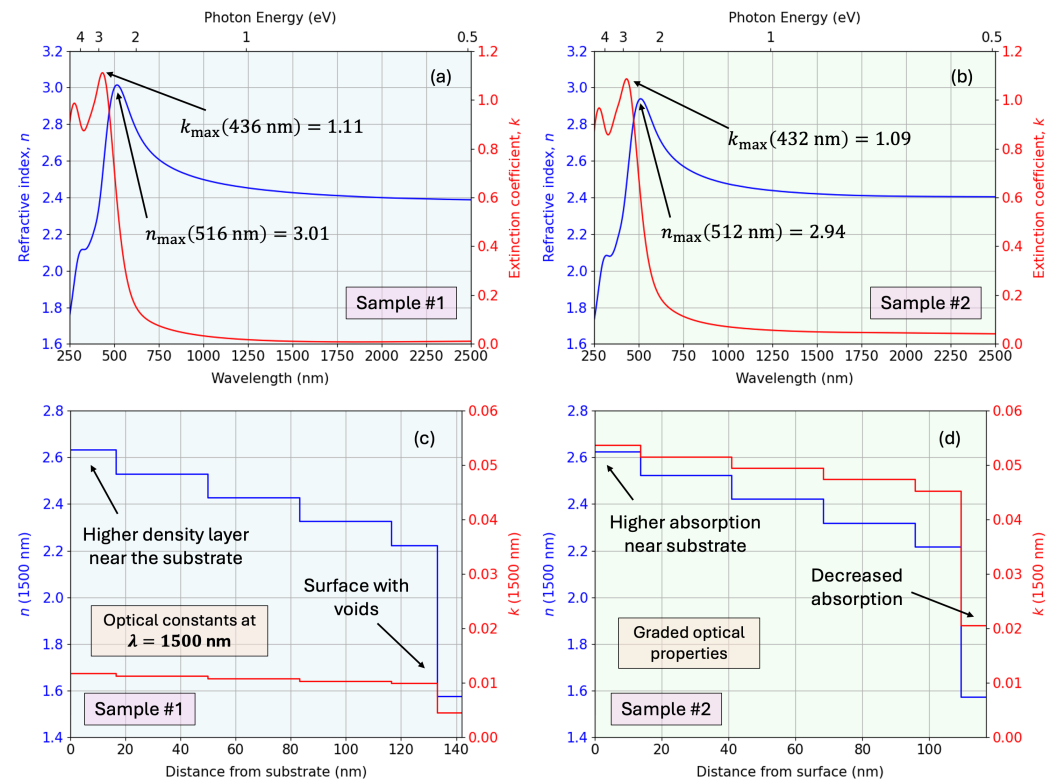 Photon Energy (eV)
4 3 2 1 0.5
3.2
3.0
2.8
2.6
2.4
2.2
2.0
1.8
1.6
Refractive index, n
1.2
1.0
0.8
0.6
0.4
0.2
0.0
Extinction coefficient, k
(a)
kmax(436 nm) = 1.11
nmax(516 nm) = 3.01
Sample #1
250 500 750 1000 1250 1500 1750 2000 2250 2500
Wavelength (nm)
Photon Energy (eV)
4 3 2 1 0.5
3.2
3.0
2.8
2.6
2.4
2.2
2.0
1.8
1.6
Refractive index, n
1.2
1.0
0.8
0.6
0.4
0.2
0.0
Extinction coefficient, k
(b)
kmax(432 nm) = 1.09
nmax(512 nm) = 2.94
Sample #2
250 500 750 1000 1250 1500 1750 2000 2250 2500
Wavelength (nm)
2.8
2.6
2.4
2.2
2.0
1.8
1.6
1.4
n (1500 nm)
0.06
0.05
0.04
0.03
0.02
0.01
0.00
k (1500 nm)
(c)
Higher density layer
near the substrate
Surface with
voids
Optical constants at
λ = 1500 nm
Sample #1
0 20 40 60 80 100 120 140
Distance from substrate (nm)
2.8
2.6
2.4
2.2
2.0
1.8
1.6
1.4
n (1500 nm)
0.06
0.05
0.04
0.03
0.02
0.01
0.00
k (1500 nm)
(d)
Higher absorption
near substrate
Decreased
absorption
Graded optical
properties
Sample #2
0 20 40 60 80 100
Distance from surface (nm)